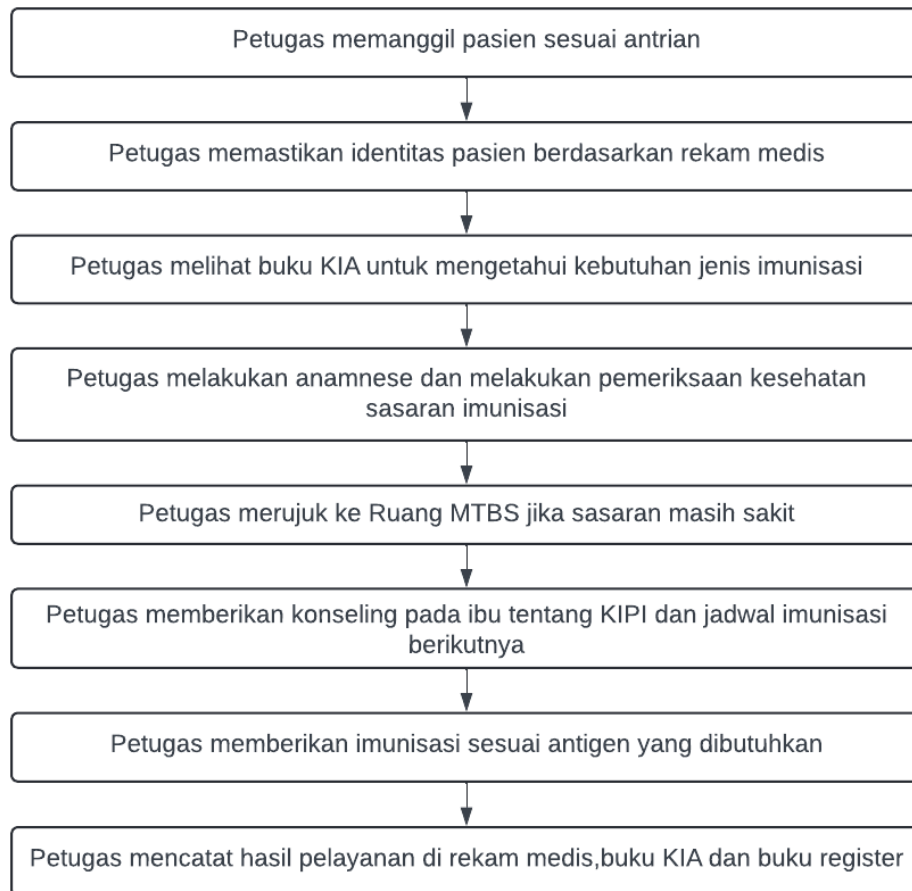 Petugas memanggil pasien sesuai antrian
Petugas memastikan identitas pasien berdasarkan rekam medis
Petugas melihat buku KIA untuk mengetahui kebutuhan jenis imunisasi
Petugas melakukan anamnese dan melakukan pemeriksaan kesehatan
sasaran imunisasi
Petugas merujuk ke Ruang MTBS jika sasaran masih sakit
Petugas memberikan konseling pada ibu tentang KIPI dan jadwal imunisasi
berikutnya
Petugas memberikan imunisasi sesuai antigen yang dibutuhkan
Petugas mencatat hasil pelayanan di rekam medis,buku KIA dan buku register